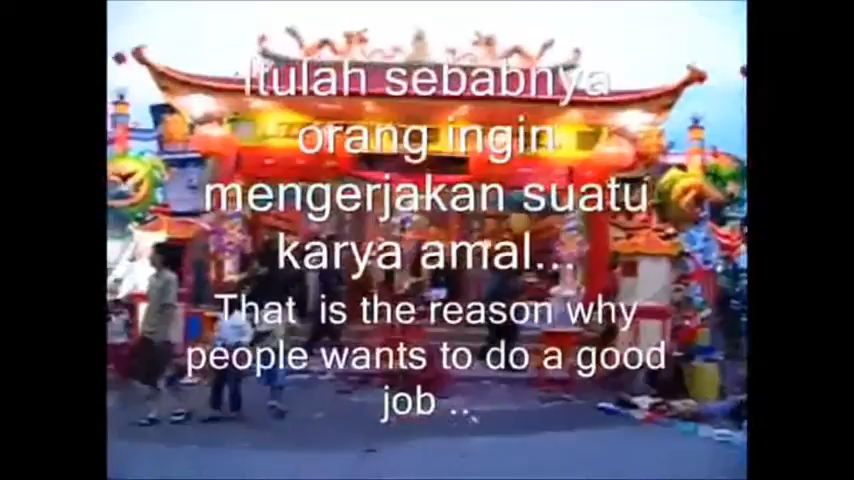 Itulah sebabnya
orang ingin
mengerjakan suatu
karya amal...
That is the reason why
people wants to do a good
job ..